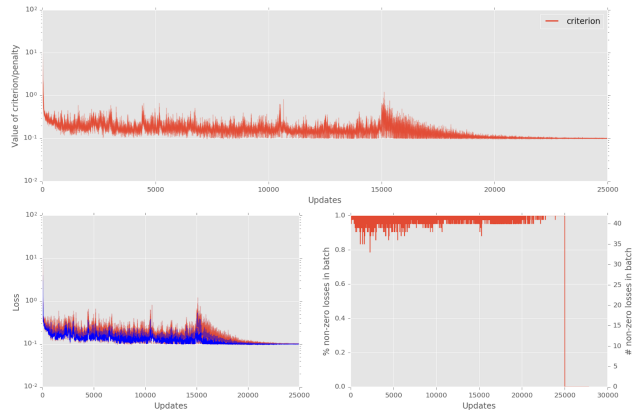 10²
criterion
10¹
10⁰
10⁻¹
10⁻²
Value of criterion/penalty
0 5000 10000 15000 20000 25000
Updates
10²
10¹
10⁰
10⁻¹
10⁻²
Loss
0 5000 10000 15000 20000 25000
Updates
1.0
0.8
0.6
0.4
0.2
0.0
% non-zero losses in batch
40
35
30
25
20
15
10
5
0
# non-zero losses in batch
0 5000 10000 15000 20000 25000 30000
Updates